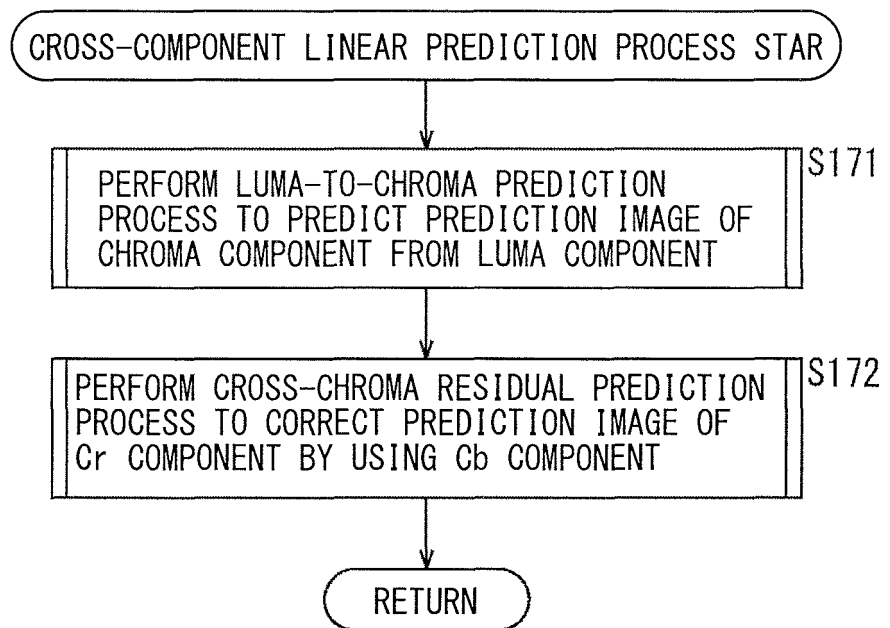 CROSS-COMPONENT LINEAR PREDICTION PROCESS STAR
S171
PERFORM LUMA-TO-CHROMA PREDICTION
PROCESS TO PREDICT PREDICTION IMAGE OF
CHROMA COMPONENT FROM LUMA COMPONENT
S172
PERFORM CROSS-CHROMA RESIDUAL PREDICTION
PROCESS TO CORRECT PREDICTION IMAGE OF
Cr COMPONENT BY USING Cb COMPONENT
RETURN